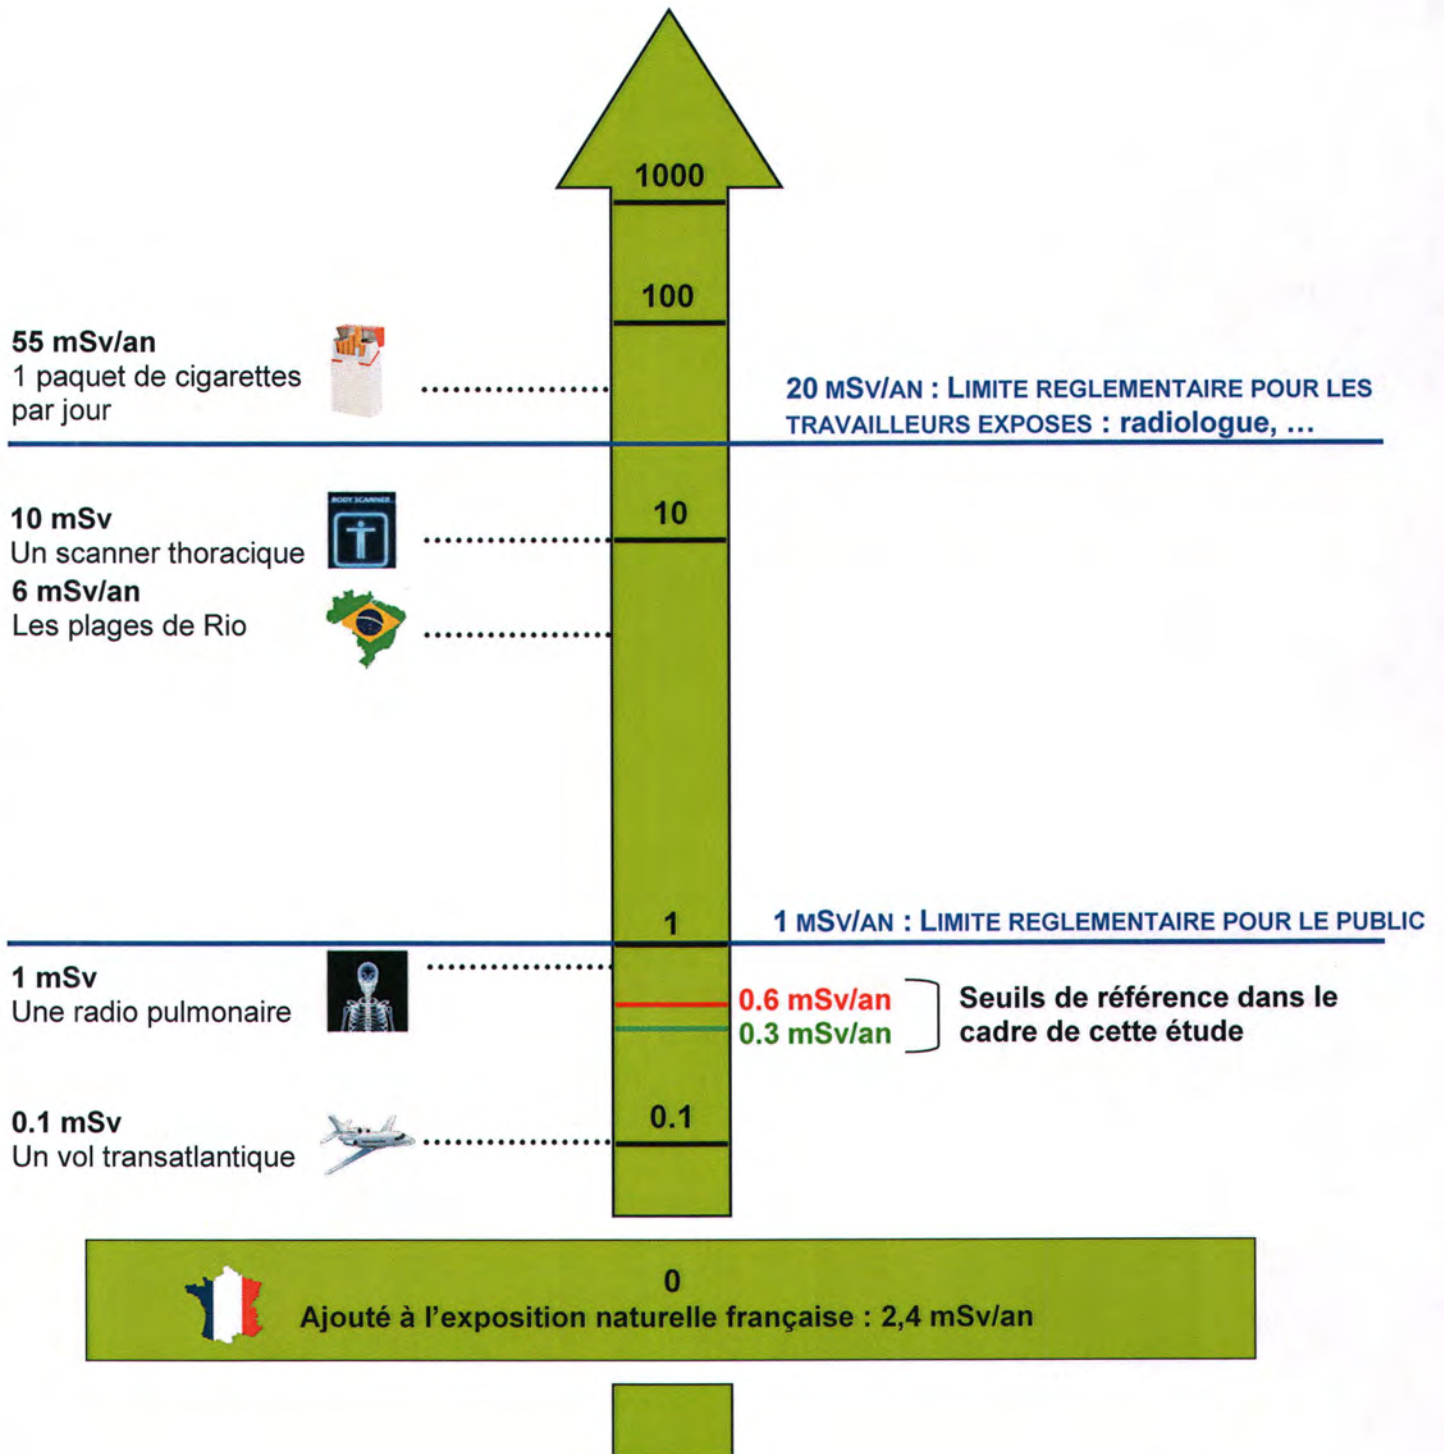 1000
100
55 mSv/an
1 paquet de cigarettes
par jour
20 MSV/AN : LIMITE REGLEMENTAIRE POUR LES
TRAVAILLEURS EXPOSES : radiologue, ...
BODY SCANNER
10 mSv
Un scanner thoracique
10
6 mSv/an
Les plages de Rio
1
1 MSV/AN : LIMITE REGLEMENTAIRE POUR LE PUBLIC
1 mSv
Une radio pulmonaire
0.6 mSv/an
0.3 mSv/an
Seuils de référence dans le
cadre de cette étude
0.1 mSv
Un vol transatlantique
0.1
0
Ajouté à l'exposition naturelle française : 2,4 mSv/an